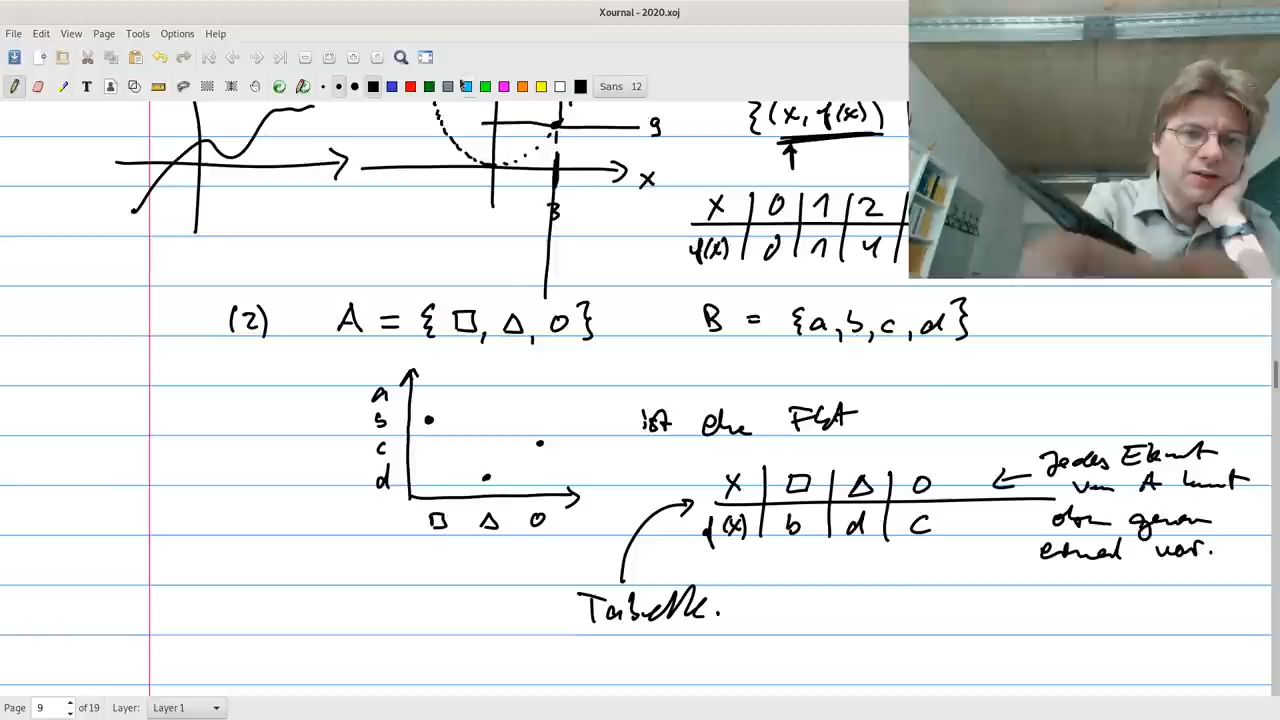 Xournal - 2020.xoj
File Edit View Page Tools Options Help
T Sans 12
{(x, f(x))
9
x
3
x 0 1 2
f(x) 0 1 4
(2) A = {□, △, ○} B = {a, b, c, d}
a
b
c
d
□ △ ○
ist eine Fkt
x □ △ ○
f(x) b d c
← Jedes Element
von A kommt
oben genau
einmal vor.
Tabelle.
Page 9 of 19 Layer: Layer 1